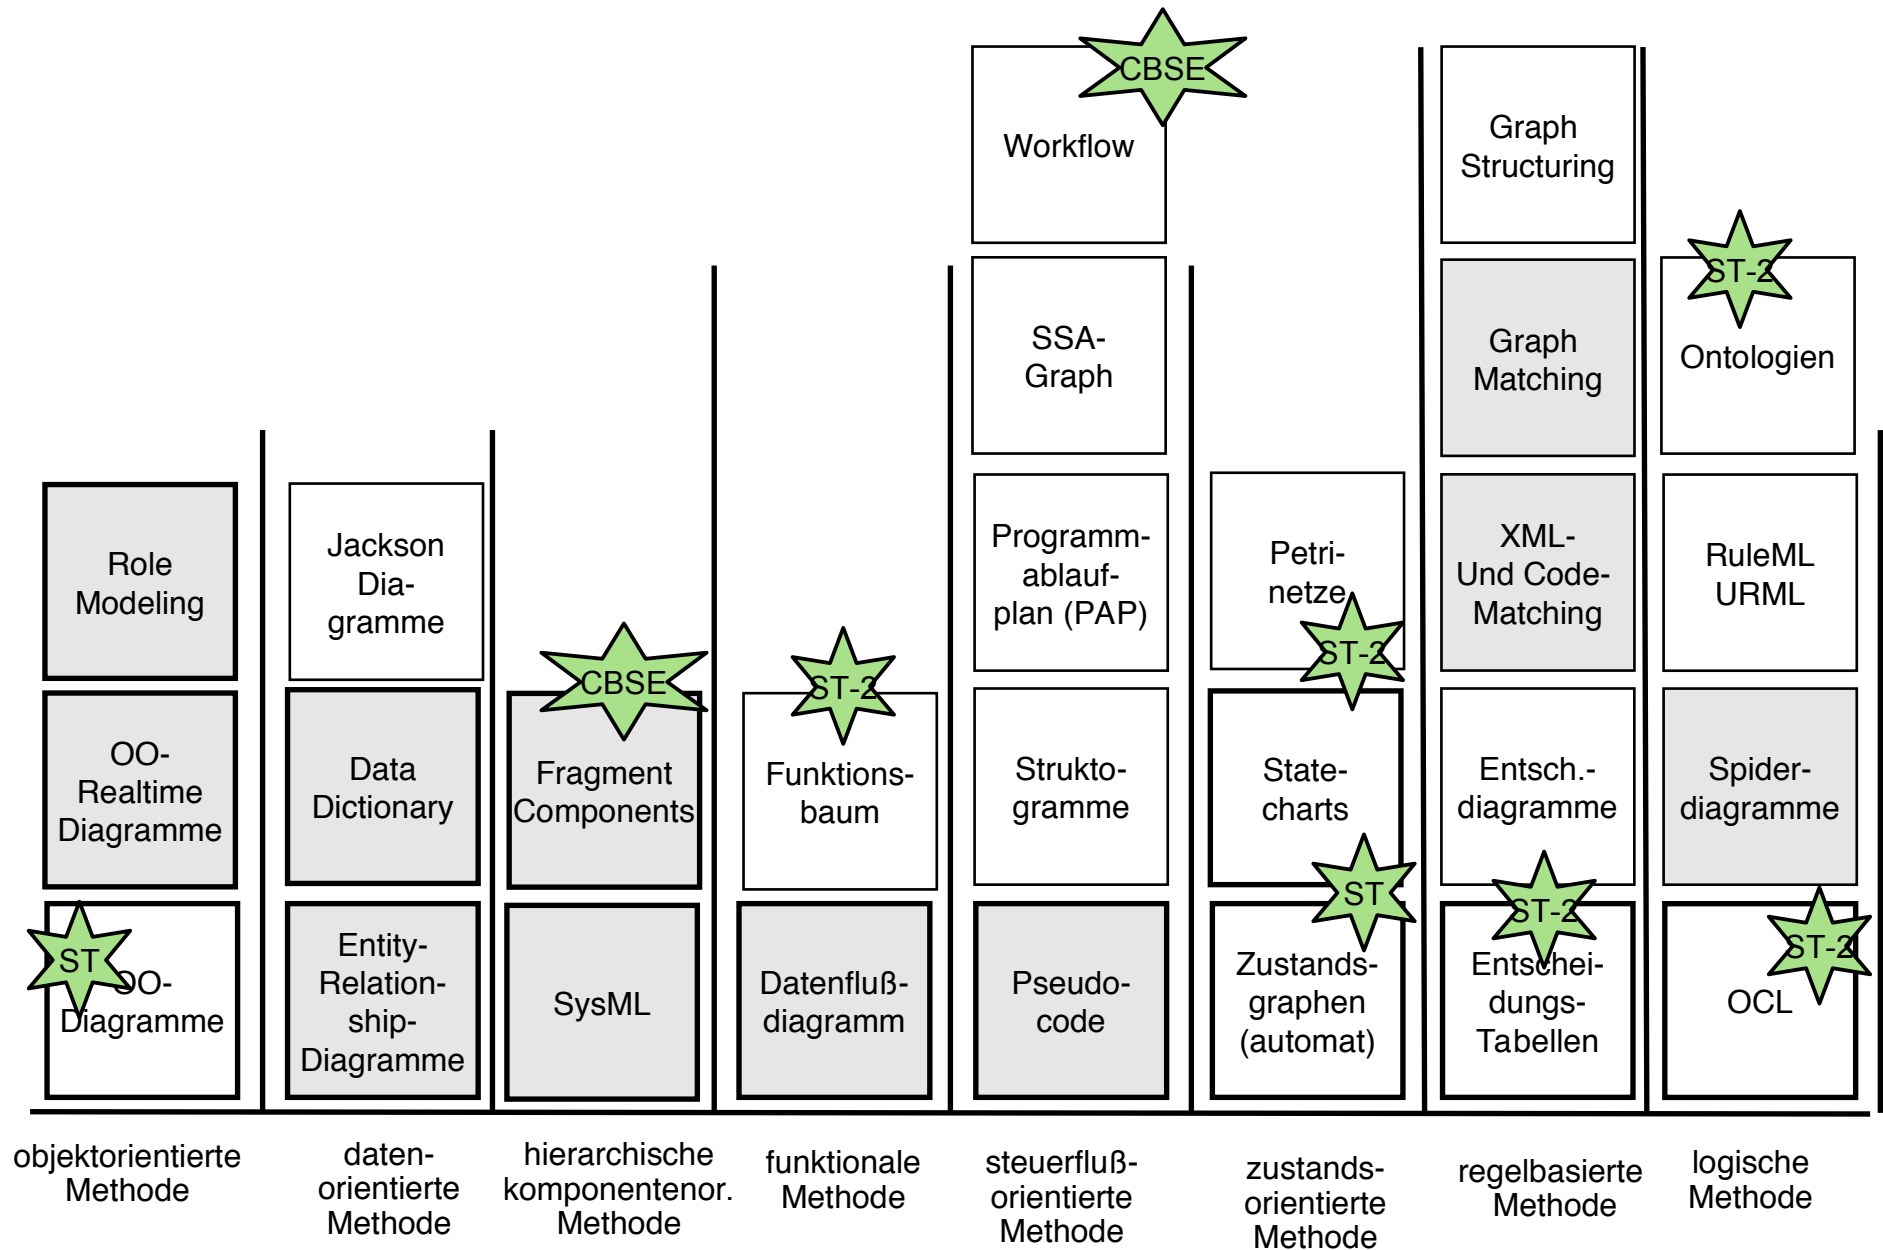 CBSE
Workflow
Graph
Structuring
SSA-
Graph
Graph
Matching
ST-2
Ontologien
Role
Modeling
Jackson
Dia-
gramme
Programm-
ablauf-
plan (PAP)
Petri-
netze
ST-2
XML-
Und Code-
Matching
RuleML
URML
OO-
Realtime
Diagramme
Data
Dictionary
CBSE
Fragment
Components
ST-2
Funktions-
baum
Strukto-
gramme
State-
charts
Entsch.-
diagramme
Spider-
diagramme
ST
OO-
Diagramme
Entity-
Relation-
ship-
Diagramme
SysML
Datenfluß-
diagramm
Pseudo-
code
ST
Zustands-
graphen
(automat)
ST-2
Entschei-
dungs-
Tabellen
ST-2
OCL
objektorientierte
Methode
daten-
orientierte
Methode
hierarchische
komponentenor.
Methode
funktionale
Methode
steuerfluß-
orientierte
Methode
zustands-
orientierte
Methode
regelbasierte
Methode
logische
Methode